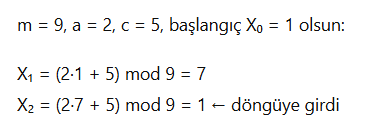 m = 9, a = 2, c = 5, başlangıç X₀ = 1 olsun:
X₁ = (2·1 + 5) mod 9 = 7
X₂ = (2·7 + 5) mod 9 = 1 ← döngüye girdi